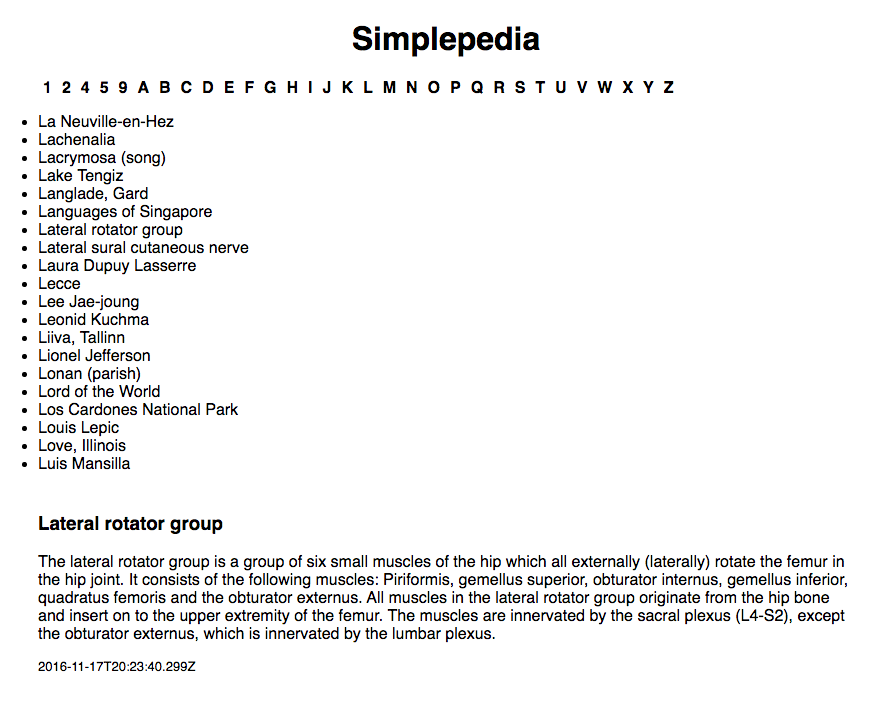 Simplepedia
1 2 4 5 9 A B C D E F G H I J K L M N O P Q R S T U V W X Y Z
La Neuville-en-Hez
Lachenalia
Lacrymosa (song)
Lake Tengiz
Langlade, Gard
Languages of Singapore
Lateral rotator group
Lateral sural cutaneous nerve
Laura Dupuy Lasserre
Lecce
Lee Jae-joung
Leonid Kuchma
Liiva, Tallinn
Lionel Jefferson
Lonan (parish)
Lord of the World
Los Cardones National Park
Louis Lepic
Love, Illinois
Luis Mansilla
Lateral rotator group
The lateral rotator group is a group of six small muscles of the hip which all externally (laterally) rotate the femur in
the hip joint. It consists of the following muscles: Piriformis, gemellus superior, obturator internus, gemellus inferior,
quadratus femoris and the obturator externus. All muscles in the lateral rotator group originate from the hip bone
and insert on to the upper extremity of the femur. The muscles are innervated by the sacral plexus (L4-S2), except
the obturator externus, which is innervated by the lumbar plexus.
2016-11-17T20:23:40.299Z